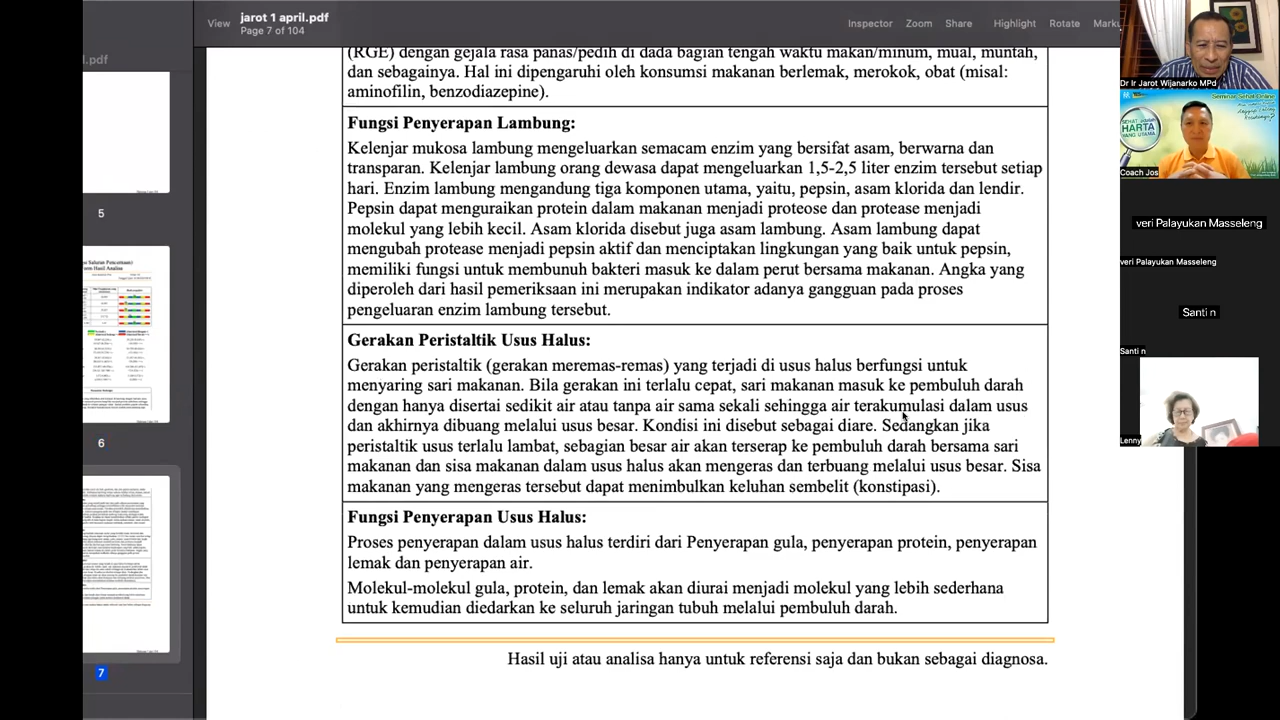 View
jarot 1 april.pdf
Page 7 of 104
Inspector
Zoom
Share
Highlight
Rotate
.pdf
5
6
7
(RGE) dengan gejala rasa panas/pedih di dada bagian tengah waktu makan/minum, mual, muntah,
dan sebagainya. Hal ini dipengaruhi oleh konsumsi makanan berlemak, merokok, obat (misal:
aminofilin, benodiazepine).
Fungsi Penyerapan Lambung:
Kelenjar mukosa lambung mengeluarkan semacam enzim yang bersifat asam, berwarna dan
transparan. Kelenjar lambung orang dewasa dapat mengeluarkan 1,5-2,5 liter enzim tersebut setiap
hari. Enzim lambung mengandung tiga komponen utama, yaitu, pepsin, asam klorida dan lendir.
Pepsin dapat menguraikan protein dalam makanan menjadi proteose dan protease menjadi
molekul yang lebih kecil. Asam klorida disebut juga asam lambung. Asam lambung dapat
mengubah protease menjadi pepsin aktif dan menciptakan lingkungan yang baik untuk pepsin,
memiliki fungsi untuk membunuh bakteri masuk ke dalam perut bersama makanan. Angka yang
diperoleh dari hasil pemeriksaan ini merupakan indikator adanya gangguan pada proses
pengeluaran enzim lambung tersebut.
Gerakan Peristaltik Usus Halus:
Gerakan peristaltik (gerakan meremas-remas) yang terjadi di usus halus berfungsi untuk
menyaring sari makanan. Bila gerakan ini terlalu cepat, sari makanan masuk ke pembuluh darah
dengan hanya disertai sedikit air atau tanpa air sama sekali sehingga air terakumulasi dalam usus
dan akhirnya dibuang melalui usus besar. Kondisi ini disebut sebagai diare. Sedangkan jika
peristaltik usus terlalu lambat, sebagian besar air akan terserap ke pembuluh darah bersama sari
makanan dan sisa makanan dalam usus halus akan mengeras dan terbuang melalui usus besar. Sisa
makanan yang mengeras tersebut dapat menimbulkan keluhan sembelit (konstipasi).
Fungsi Penyerapan Usus Halus:
Fungsi penyerapan dalam usus halus terdiri dari Penyerapan gula, penyerapan protein, penyerapan
lemak dan penyerapan air.
Setiap karbohidrat, protein dan lemak akan diurai menjadi molekul yang lebih sederhana
untuk kemudian diedarkan ke seluruh jaringan tubuh melalui pembuluh darah.
Hasil uji atau analisa hanya untuk referensi saja dan bukan sebagai diagnosa.
Dr Ir Jarot Wijanarko MPd
Seminar Sehat Online
SEHAT adalah
HARTA
YANG UTAMA
Coach Jos
veri Palayukan Masseleng
veri Palayukan Masseleng
Santi n
Santi n
Lenny